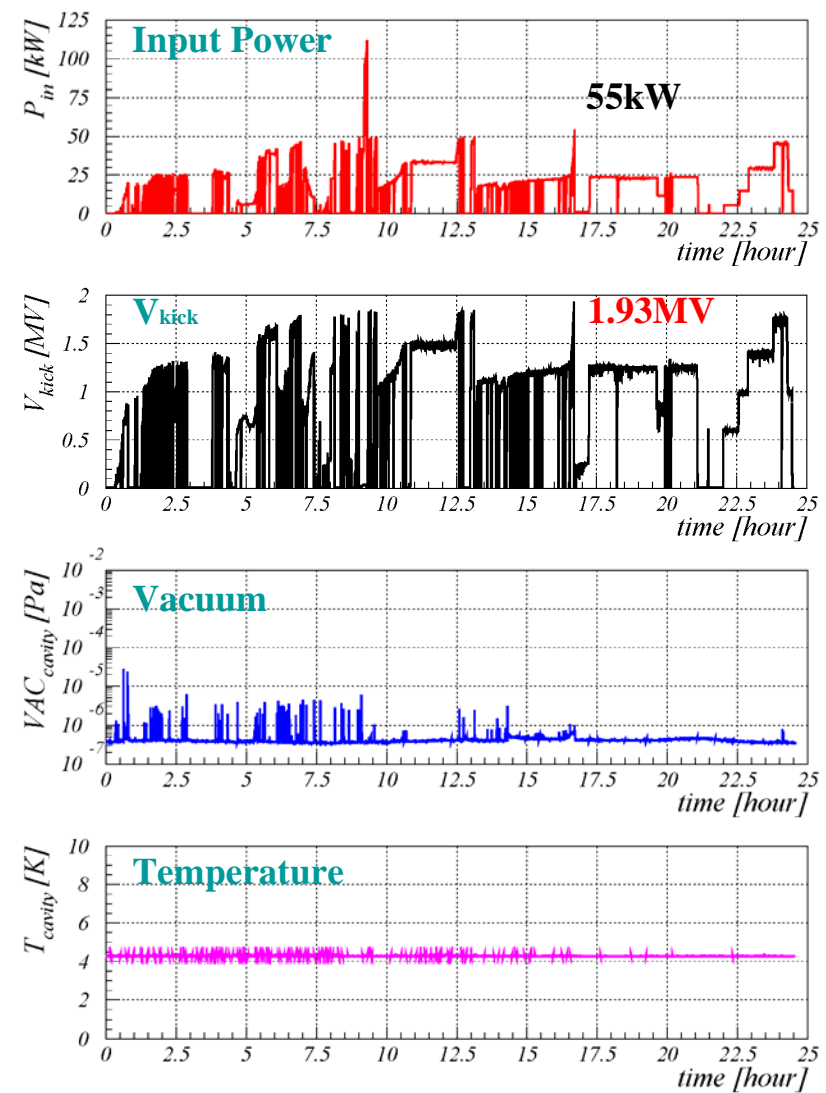 Input Power
55kW
P_in [kW]
125
100
75
50
25
0
0 2.5 5 7.5 10 12.5 15 17.5 20 22.5 25
time [hour]
V_kick
1.93MV
V_kick [MV]
2
1.5
1
0.5
0
0 2.5 5 7.5 10 12.5 15 17.5 20 22.5 25
time [hour]
Vacuum
VAC_cavity [Pa]
10^-2
10^-3
10^-4
10^-5
10^-6
10^-7
0 2.5 5 7.5 10 12.5 15 17.5 20 22.5 25
time [hour]
Temperature
T_cavity [K]
10
8
6
4
2
0
0 2.5 5 7.5 10 12.5 15 17.5 20 22.5 25
time [hour]